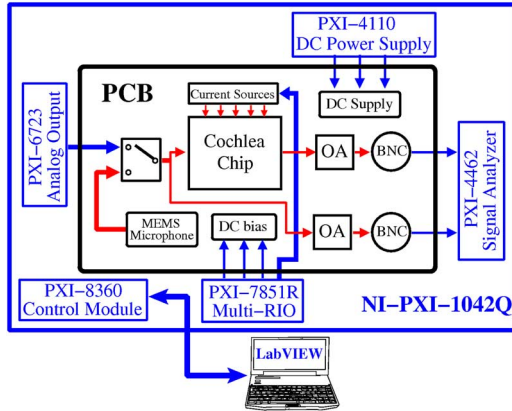 PXI-4110
DC Power Supply
PCB
Current Sources
DC Supply
PXI-6723
Analog Output
Cochlea
Chip
OA
BNC
PXI-4462
Signal Analyzer
MEMS
Microphone
DC bias
OA
BNC
PXI-8360
Control Module
PXI-7851R
Multi-RIO
NI-PXI-1042Q
LabVIEW